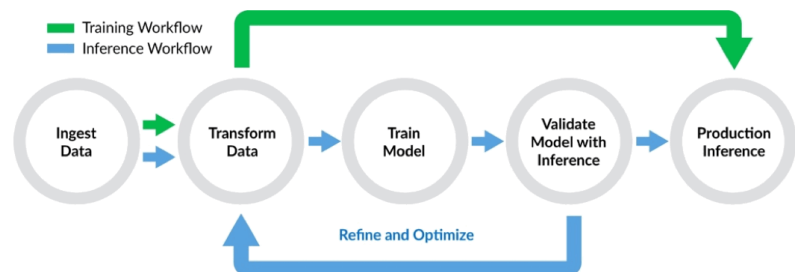 Training Workflow
Inference Workflow
Ingest
Data
Transform
Data
Train
Model
Validate
Model with
Inference
Production
Inference
Refine and Optimize